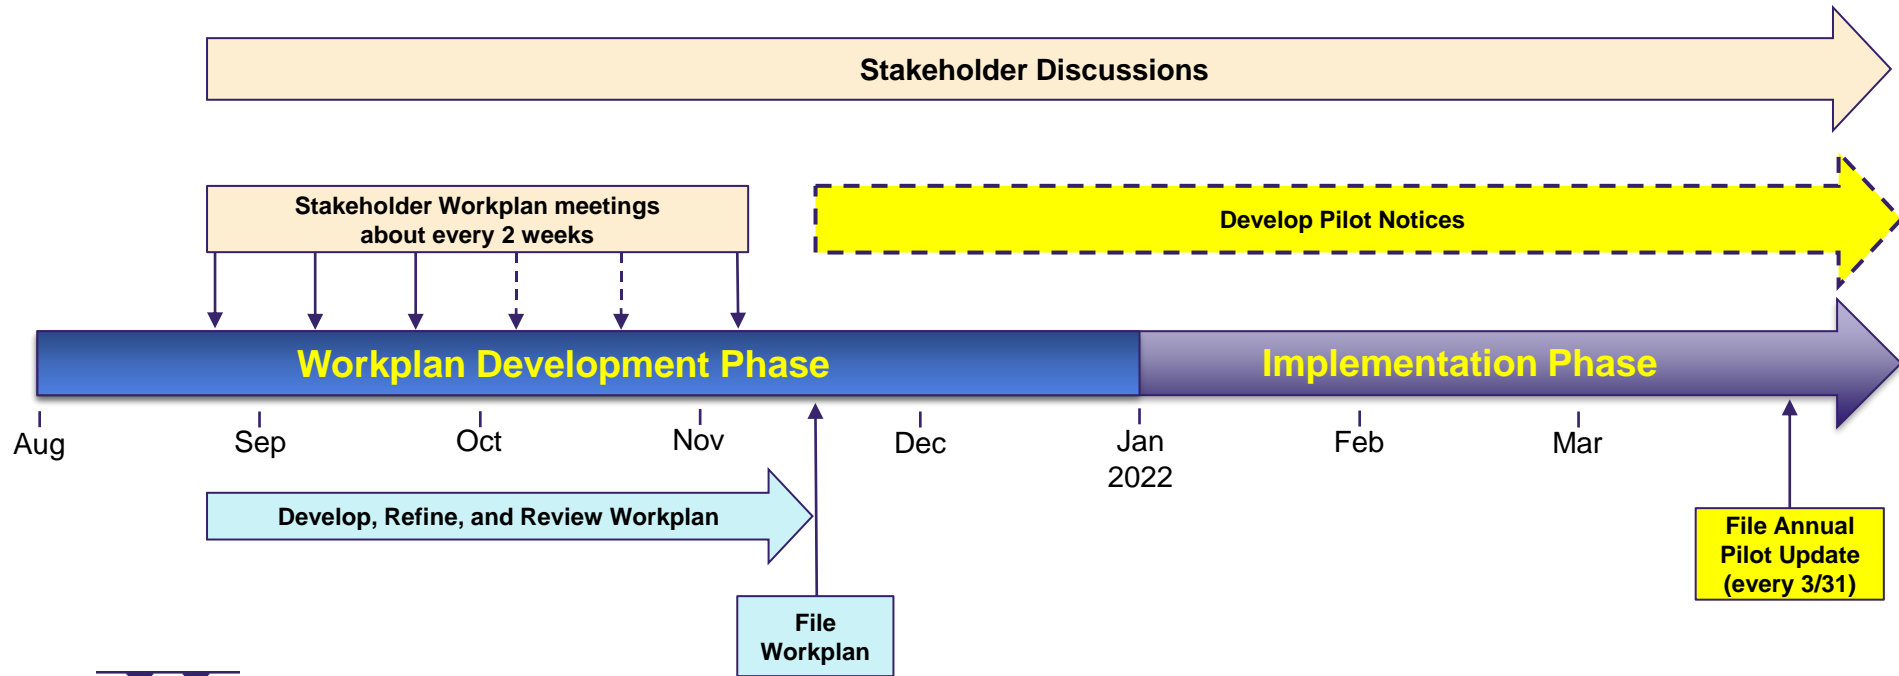 Stakeholder Discussions
Stakeholder Workplan meetings
about every 2 weeks
Develop Pilot Notices
Workplan Development Phase
Implementation Phase
Aug
Sep
Oct
Nov
Dec
Jan
2022
Feb
Mar
Develop, Refine, and Review Workplan
File Annual
Pilot Update
(every 3/31)
File
Workplan